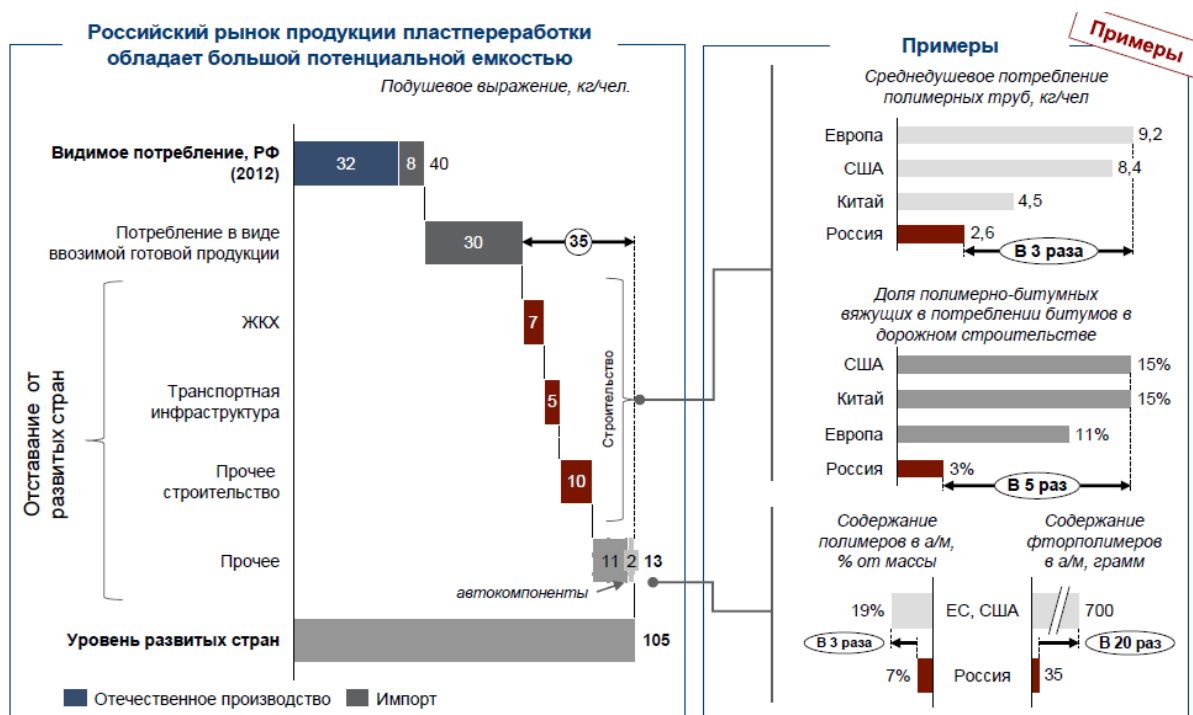 Российский рынок продукции пластпереработки
обладает большой потенциальной емкостью
Подушевое выражение, кг/чел.
Видимое потребление, РФ
(2012)
32
8
40
Потребление в виде
ввозимой готовой продукции
30
35
Отставание от
развитых стран
ЖКХ
7
Транспортная
инфраструктура
5
Прочее
строительство
10
Строительство
Прочее
11
2
13
автокомпоненты
Уровень развитых стран
105
Отечественное производство
Импорт
Примеры
Примеры
Среднедушевое потребление
полимерных труб, кг/чел
Европа
9,2
США
8,4
Китай
4,5
Россия
2,6
В 3 раза
Доля полимерно-битумных
вяжущих в потреблении битумов в
дорожном строительстве
США
15%
Китай
15%
Европа
11%
Россия
3%
В 5 раз
Содержание
полимеров в а/м,
% от массы
Содержание
фторполимеров
в а/м, грамм
19%
ЕС, США
700
В 3 раза
В 20 раз
7%
Россия
35